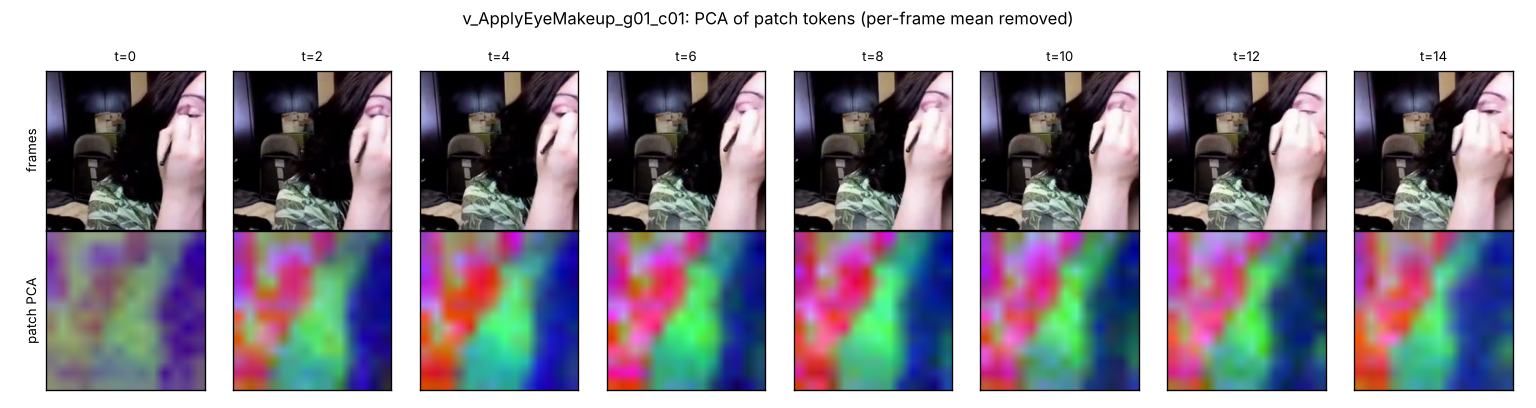 v_ApplyEyeMakeup_g01_c01: PCA of patch tokens (per-frame mean removed)
t=0 t=2 t=4 t=6 t=8 t=10 t=12 t=14
frames
patch PCA